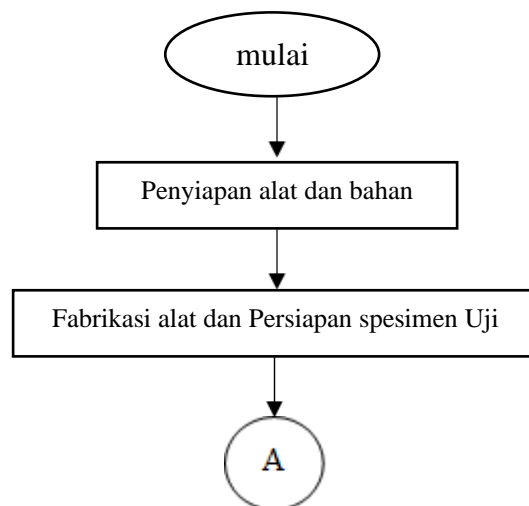 mulai
Penyiapan alat dan bahan
Fabrikasi alat dan Persiapan spesimen Uji
A